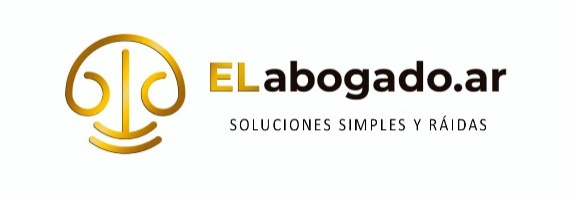 ELabogado.ar
SOLUCIONES SIMPLES Y RÁIDAS